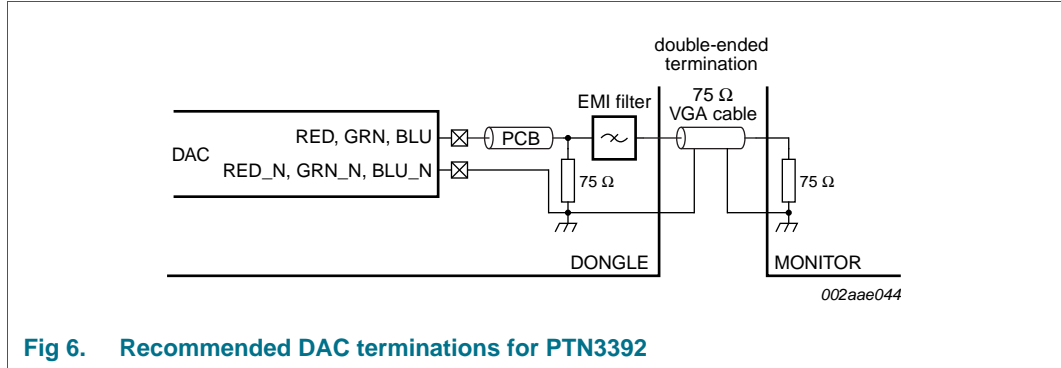 double-ended
termination
EMI filter
75 Ω
VGA cable
RED, GRN, BLU
PCB
DAC
RED_N, GRN_N, BLU_N
75 Ω
75 Ω
DONGLE
MONITOR
002aae044
Fig 6. Recommended DAC terminations for PTN3392